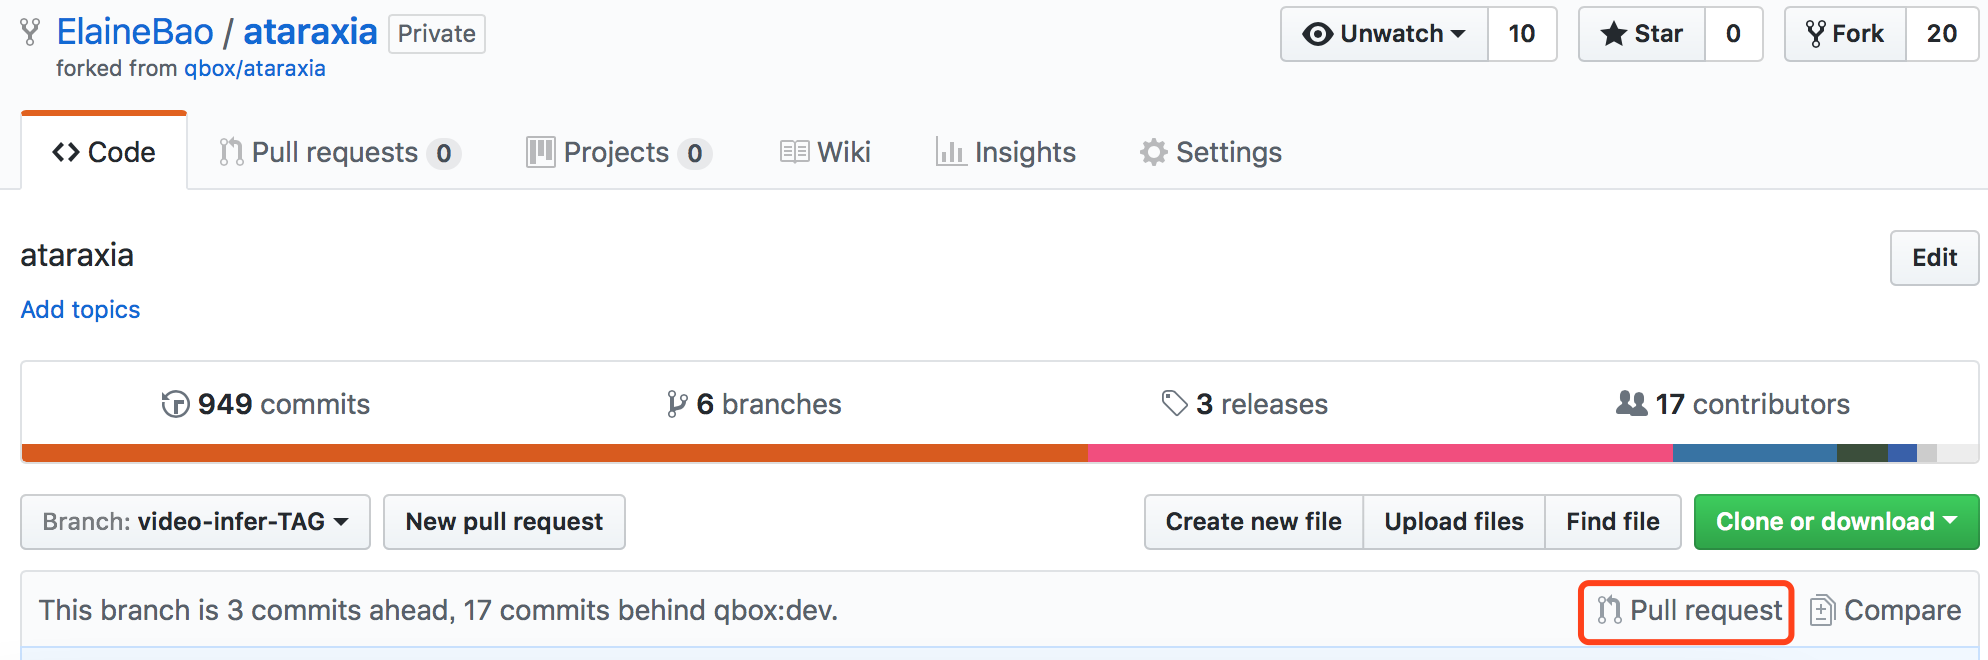 ElaineBao / ataraxia Private
Unwatch 10 Star 0 Fork 20
forked from qbox/ataraxia
Code Pull requests 0 Projects 0 Wiki Insights Settings
ataraxia
Edit
Add topics
949 commits 6 branches 3 releases 17 contributors
Branch: video-infer-TAG New pull request Create new file Upload files Find file Clone or download
This branch is 3 commits ahead, 17 commits behind qbox:dev. Pull request Compare